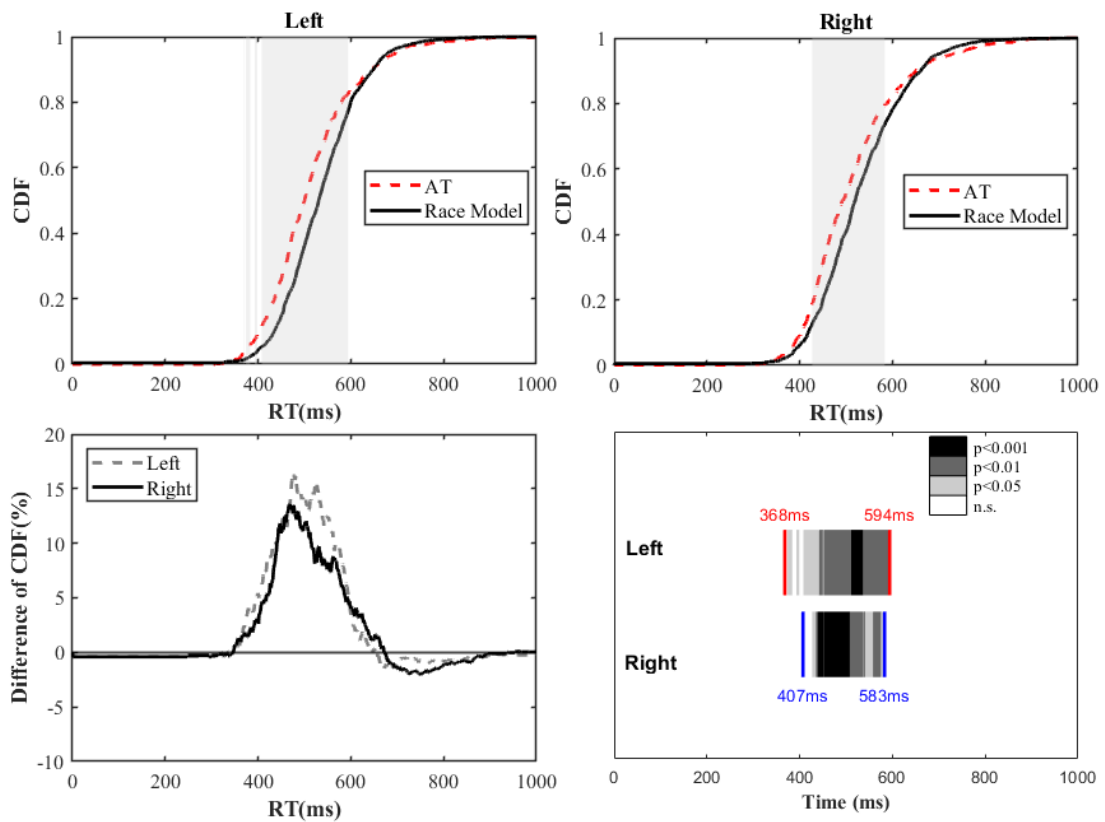 Left
1
0.8
0.6
0.4
0.2
0
CDF
AT
Race Model
0 200 400 600 800 1000
RT(ms)
Right
1
0.8
0.6
0.4
0.2
0
CDF
AT
Race Model
0 200 400 600 800 1000
RT(ms)
20
15
10
5
0
-5
-10
Difference of CDF(%)
Left
Right
0 200 400 600 800 1000
RT(ms)
p<0.001
p<0.01
p<0.05
n.s.
368ms 594ms
Left
Right
407ms 583ms
0 200 400 600 800 1000
Time (ms)